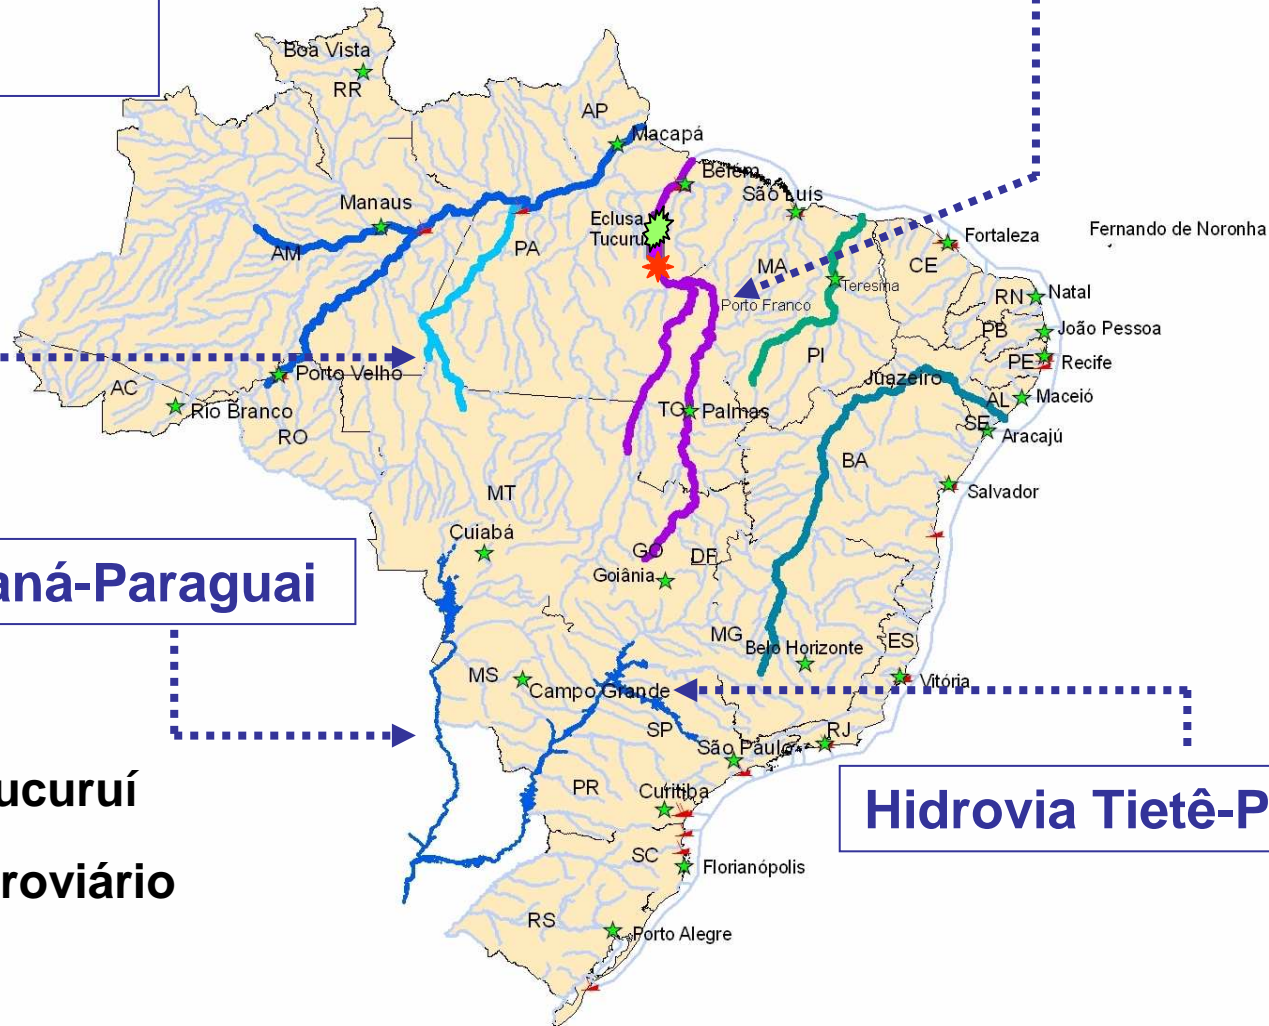 Boa Vista
RR
AP
Macapá
Belém
São Luís
Manaus
Eclusa
Tucuruí
Fernando de Noronha
Fortaleza
PA
AM
MA
CE
Teresina
RN
Natal
Porto Franco
PB
João Pessoa
PI
PE
Recife
Porto Velho
Juazeiro
AC
AL
Maceió
Rio Branco
TO
Palmas
SE
Aracajú
RO
BA
MT
Salvador
Cuiabá
GO
DF
Goiânia
aná-Paraguai
MG
ES
Belo Horizonte
MS
Campo Grande
Vitória
SP
RJ
São Paulo
ucuruí
PR
Curitiba
Hidrovia Tietê-P
SC
Florianópolis
roviário
RS
Porto Alegre